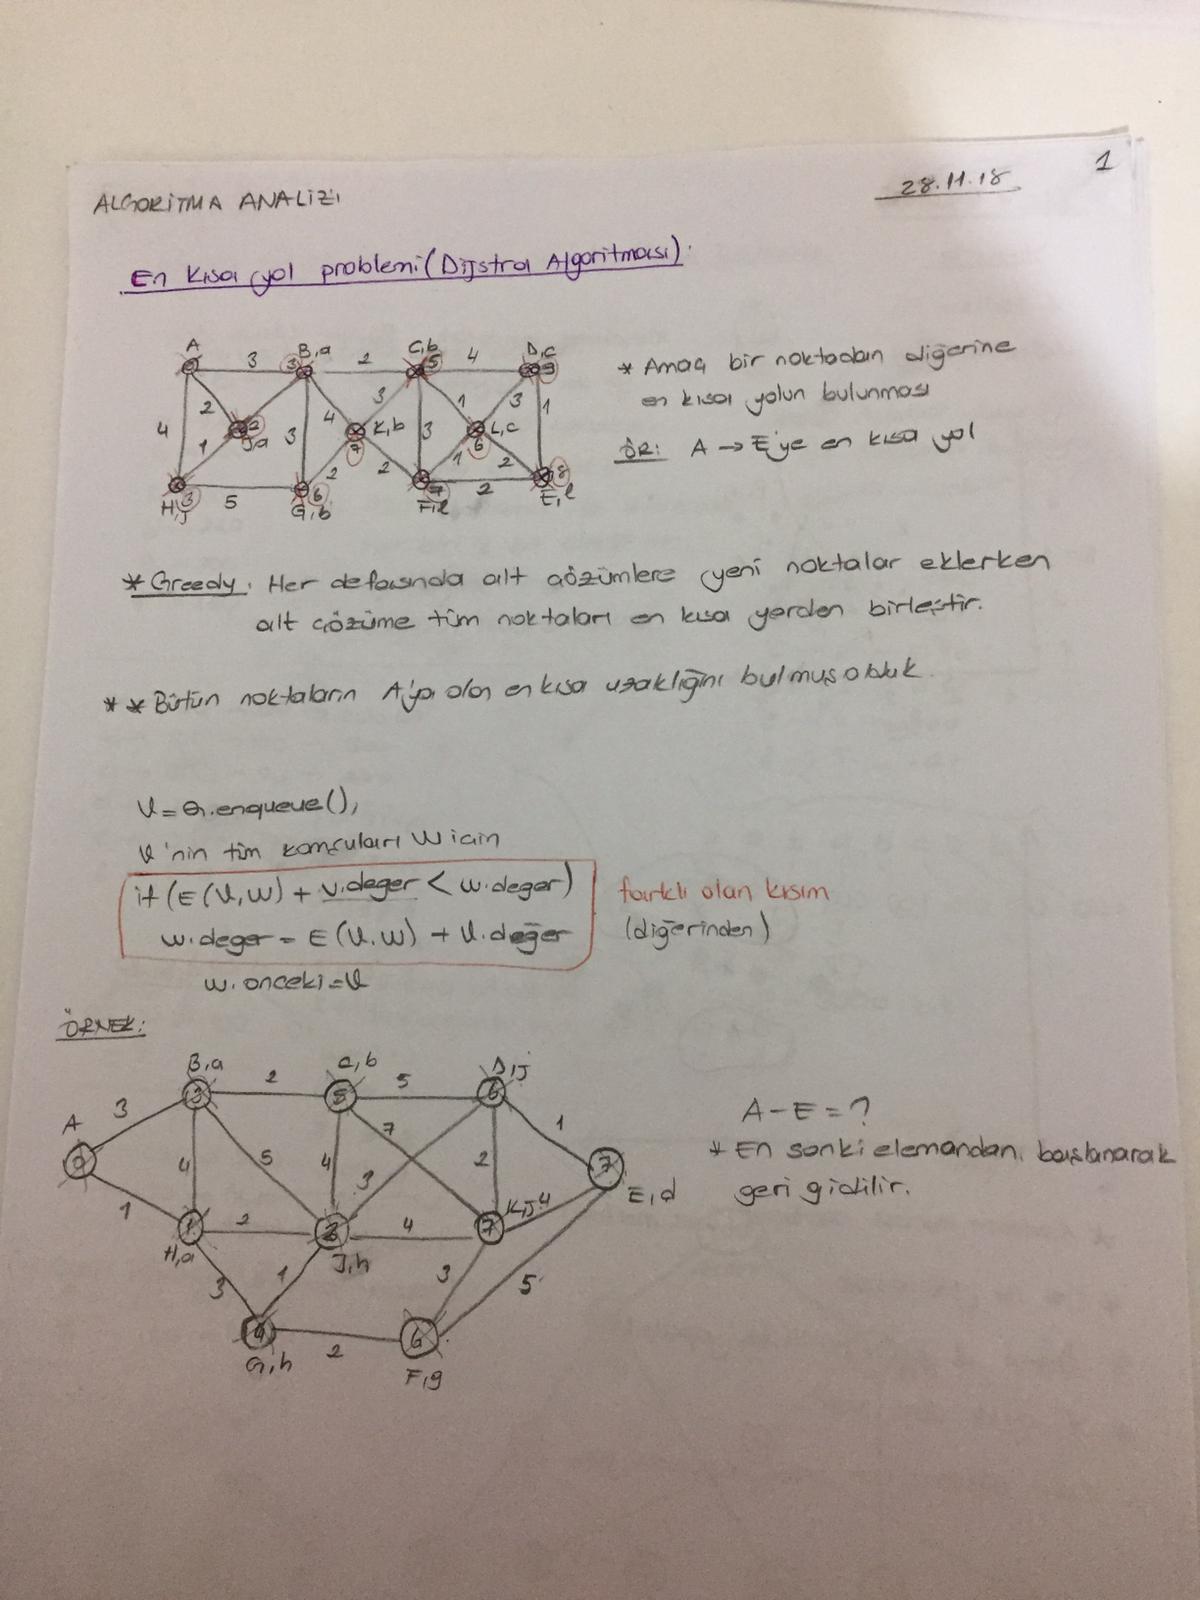 1
28.11.18
ALGORİTMA ANALİZİ
En kısa yol problemi (Dijstra Algoritması)
A 3 B,a 2 C,b 4 D,c
3 5 9
4 2 3 4 3 3 1 3 1
2 J,a K,b L,c
1 7 6
2 2 1 2 8
H,j 3 5 G,b 6 F,l 7 2 E,l
* Amaç bir noktadan diğerine
en kısa yolun bulunması
ÖR: A → E'ye en kısa yol
* Greedy: Her defasında alt çözümlere yeni noktalar eklerken
alt çözüme tüm noktaları en kısa yerden birleştir.
* * Bütün noktaların A'ya olan en kısa uzaklığını bulmuş olduk.
V = Q.enqueue(),
V'nin tüm komşuları W için
if (E(V,W) + v.deger < w.deger)
w.deger = E(V,W) + V.değer
w.onceki = V
farklı olan kısım
(diğerinden)
ÖRNEK:
B,a C,b D,j
3 2 5 5 6
A 3 7 1
0 4 5 4 3 2 7
E,d
1 K,j 4
1 2 3 4 7
H,a J,h
3 1 3 5
4 2 6
G,h F,g
A - E = ?
* En sonki elemandan başlanarak
geri gidilir.